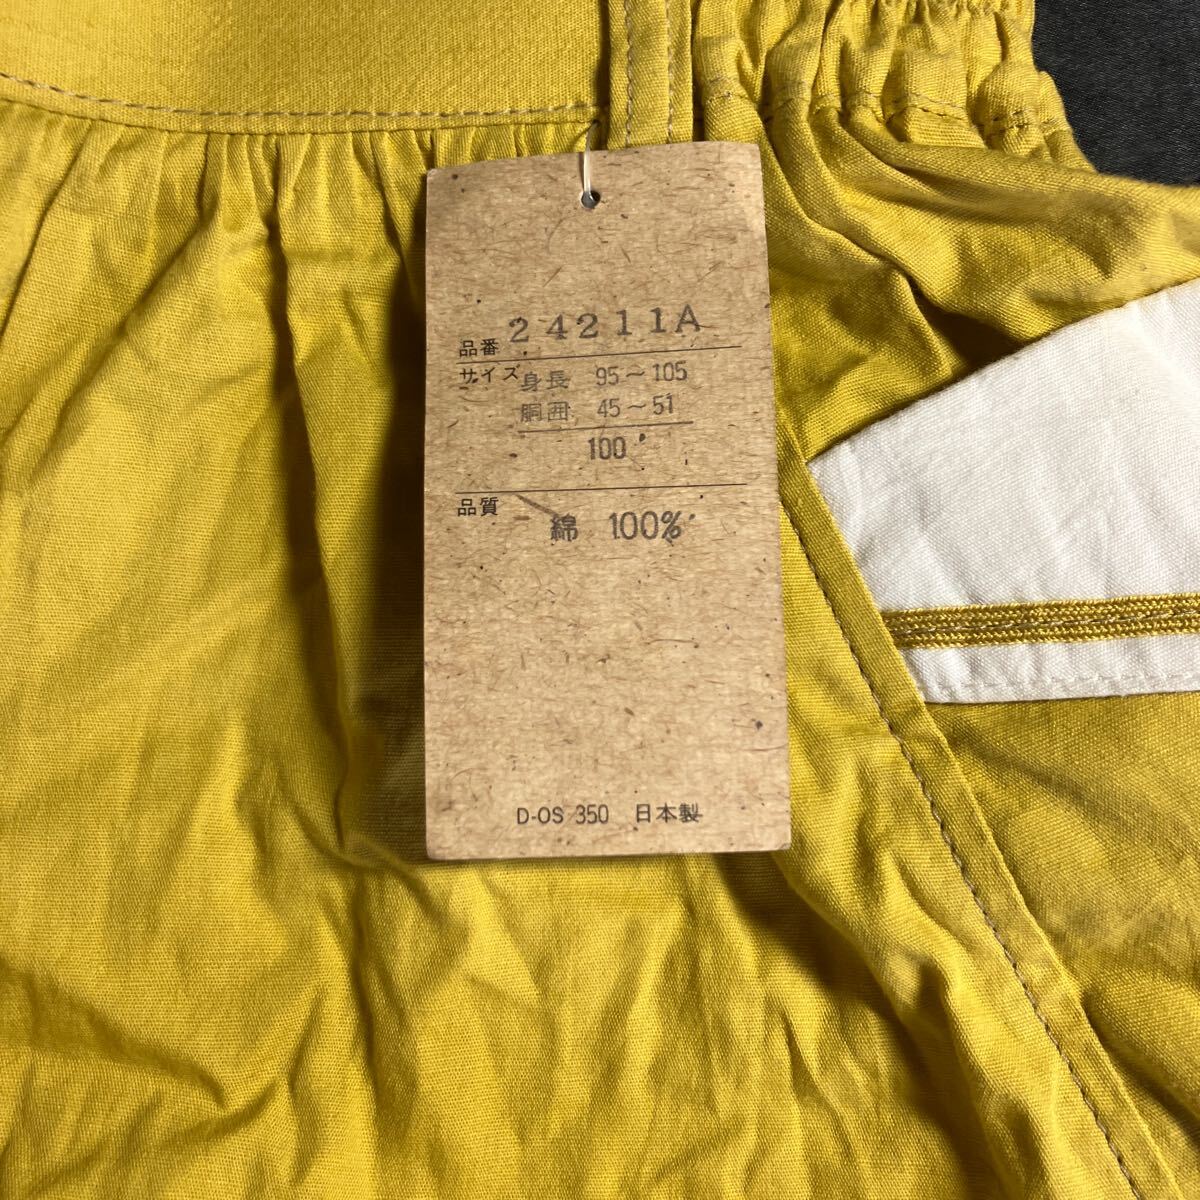 品番 24211A
サイズ 身長 95～105
胴囲 45～51
100
品質 綿 100%
D-OS 350 日本製